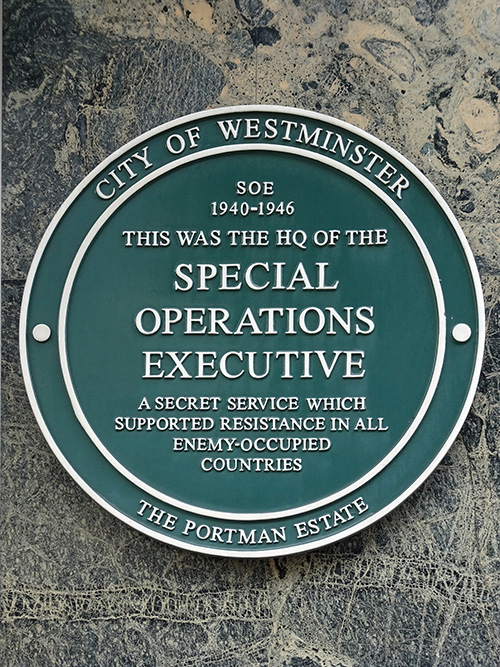 CITY OF WESTMINSTER
SOE
1940-1946
THIS WAS THE HQ OF THE
SPECIAL
OPERATIONS
EXECUTIVE
A SECRET SERVICE WHICH
SUPPORTED RESISTANCE IN ALL
ENEMY-OCCUPIED
COUNTRIES
THE PORTMAN ESTATE